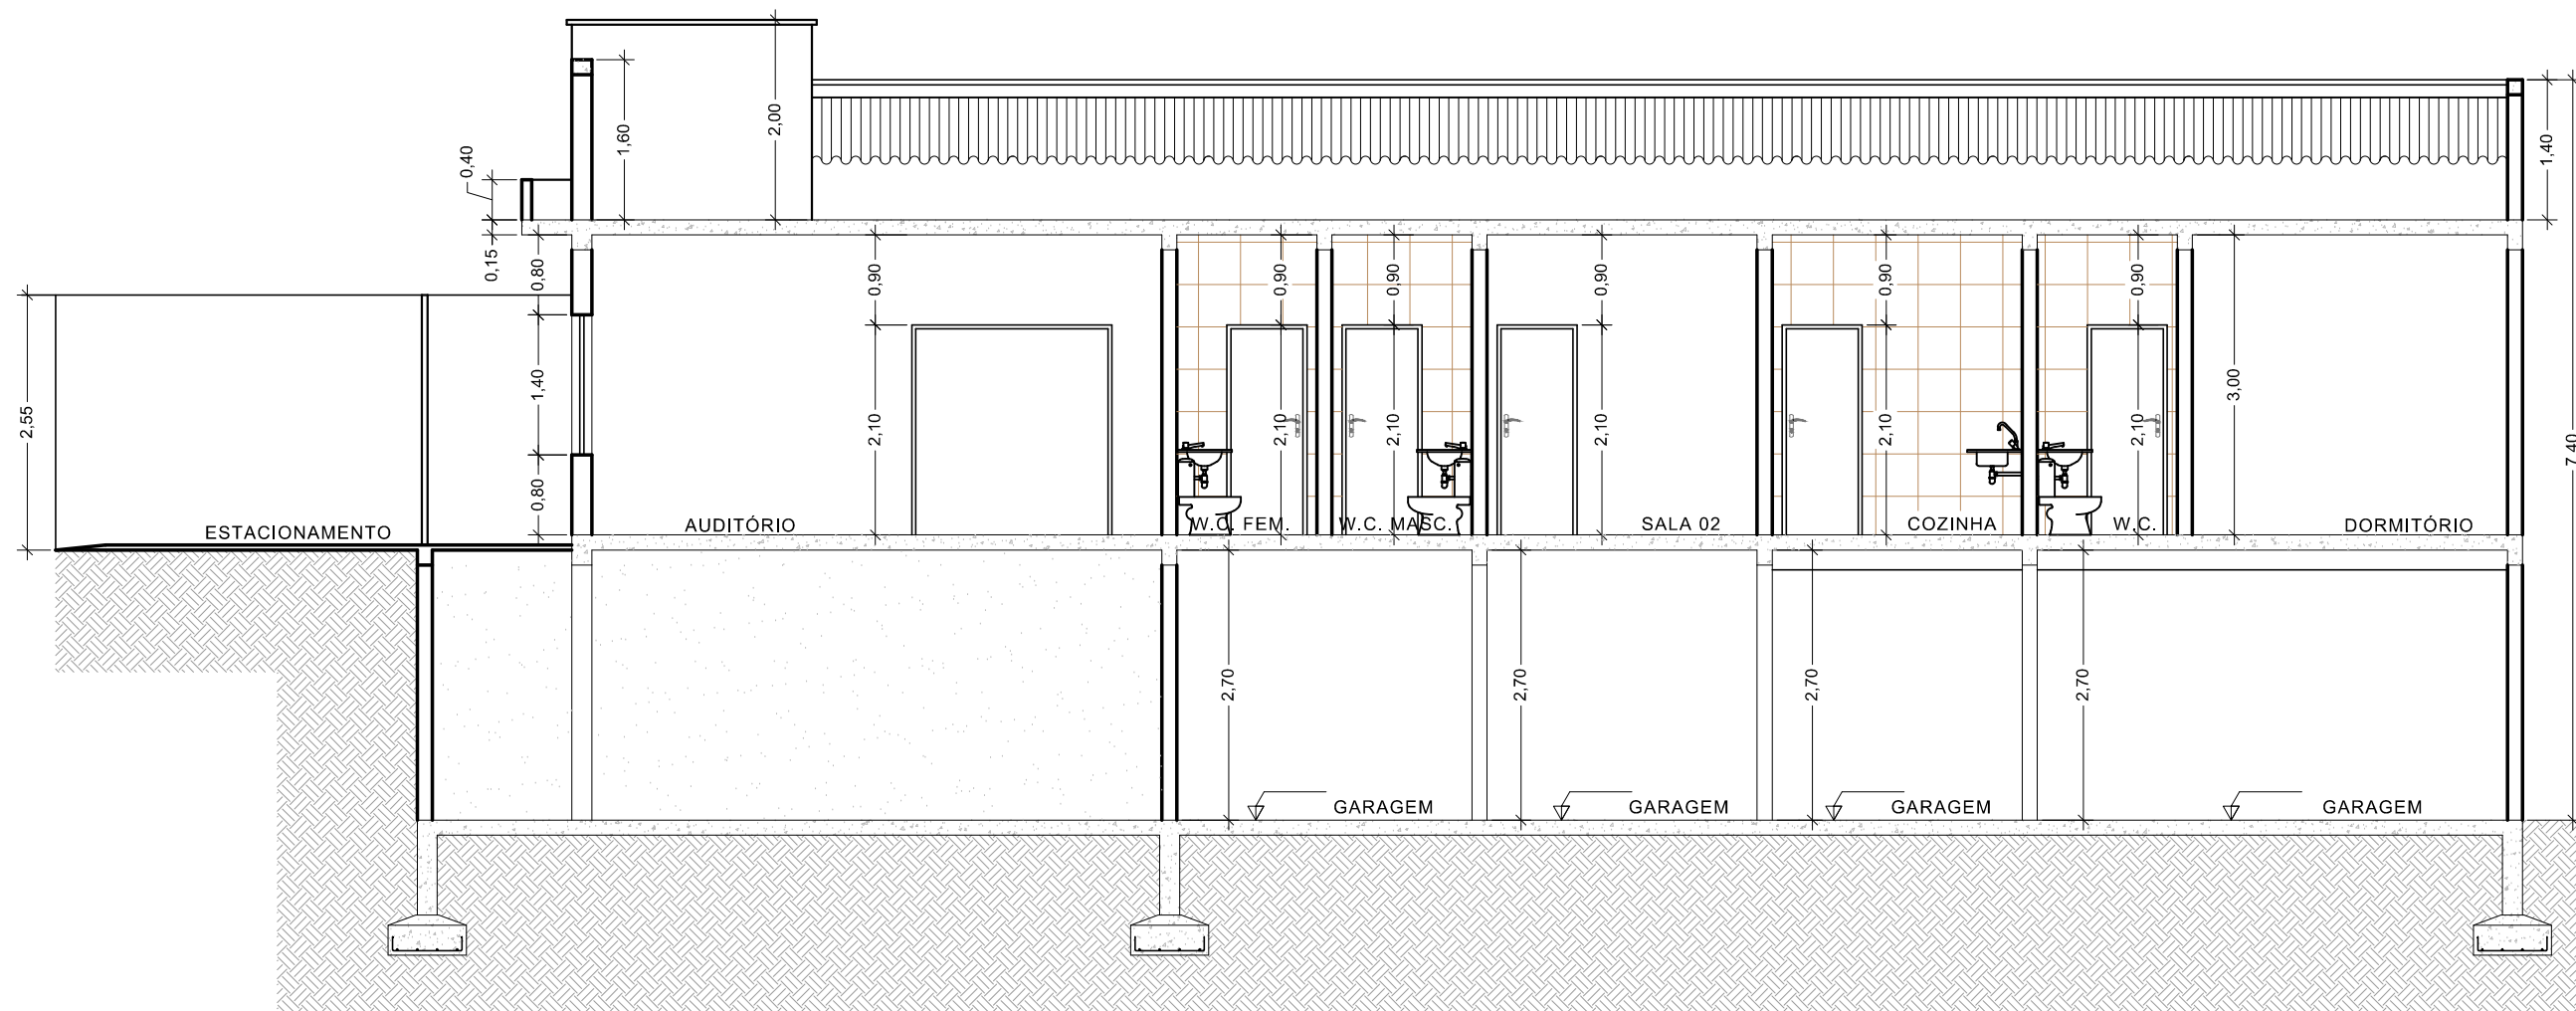 2,00
1,60
0,40
1,40
0,15
0,80
0,90
0,90
0,90
0,90
0,90
0,90
2,55
1,40
2,10
2,10
2,10
2,10
2,10
2,10
3,00
7,40
0,80
ESTACIONAMENTO
AUDITÓRIO
W.C. FEM.
W.C. MASC.
SALA 02
COZINHA
W.C.
DORMITÓRIO
2,70
2,70
2,70
2,70
GARAGEM
GARAGEM
GARAGEM
GARAGEM